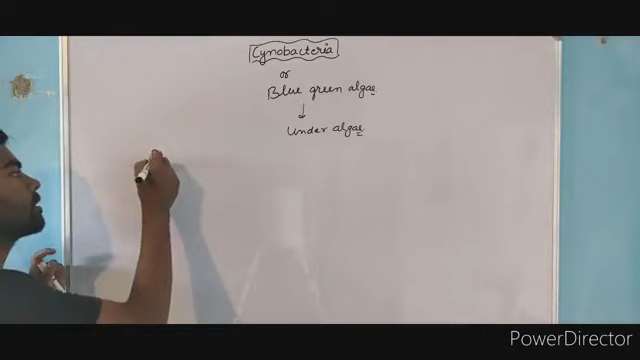 Cynobacteria
or
Blue green algae
Under algae
PowerDirector